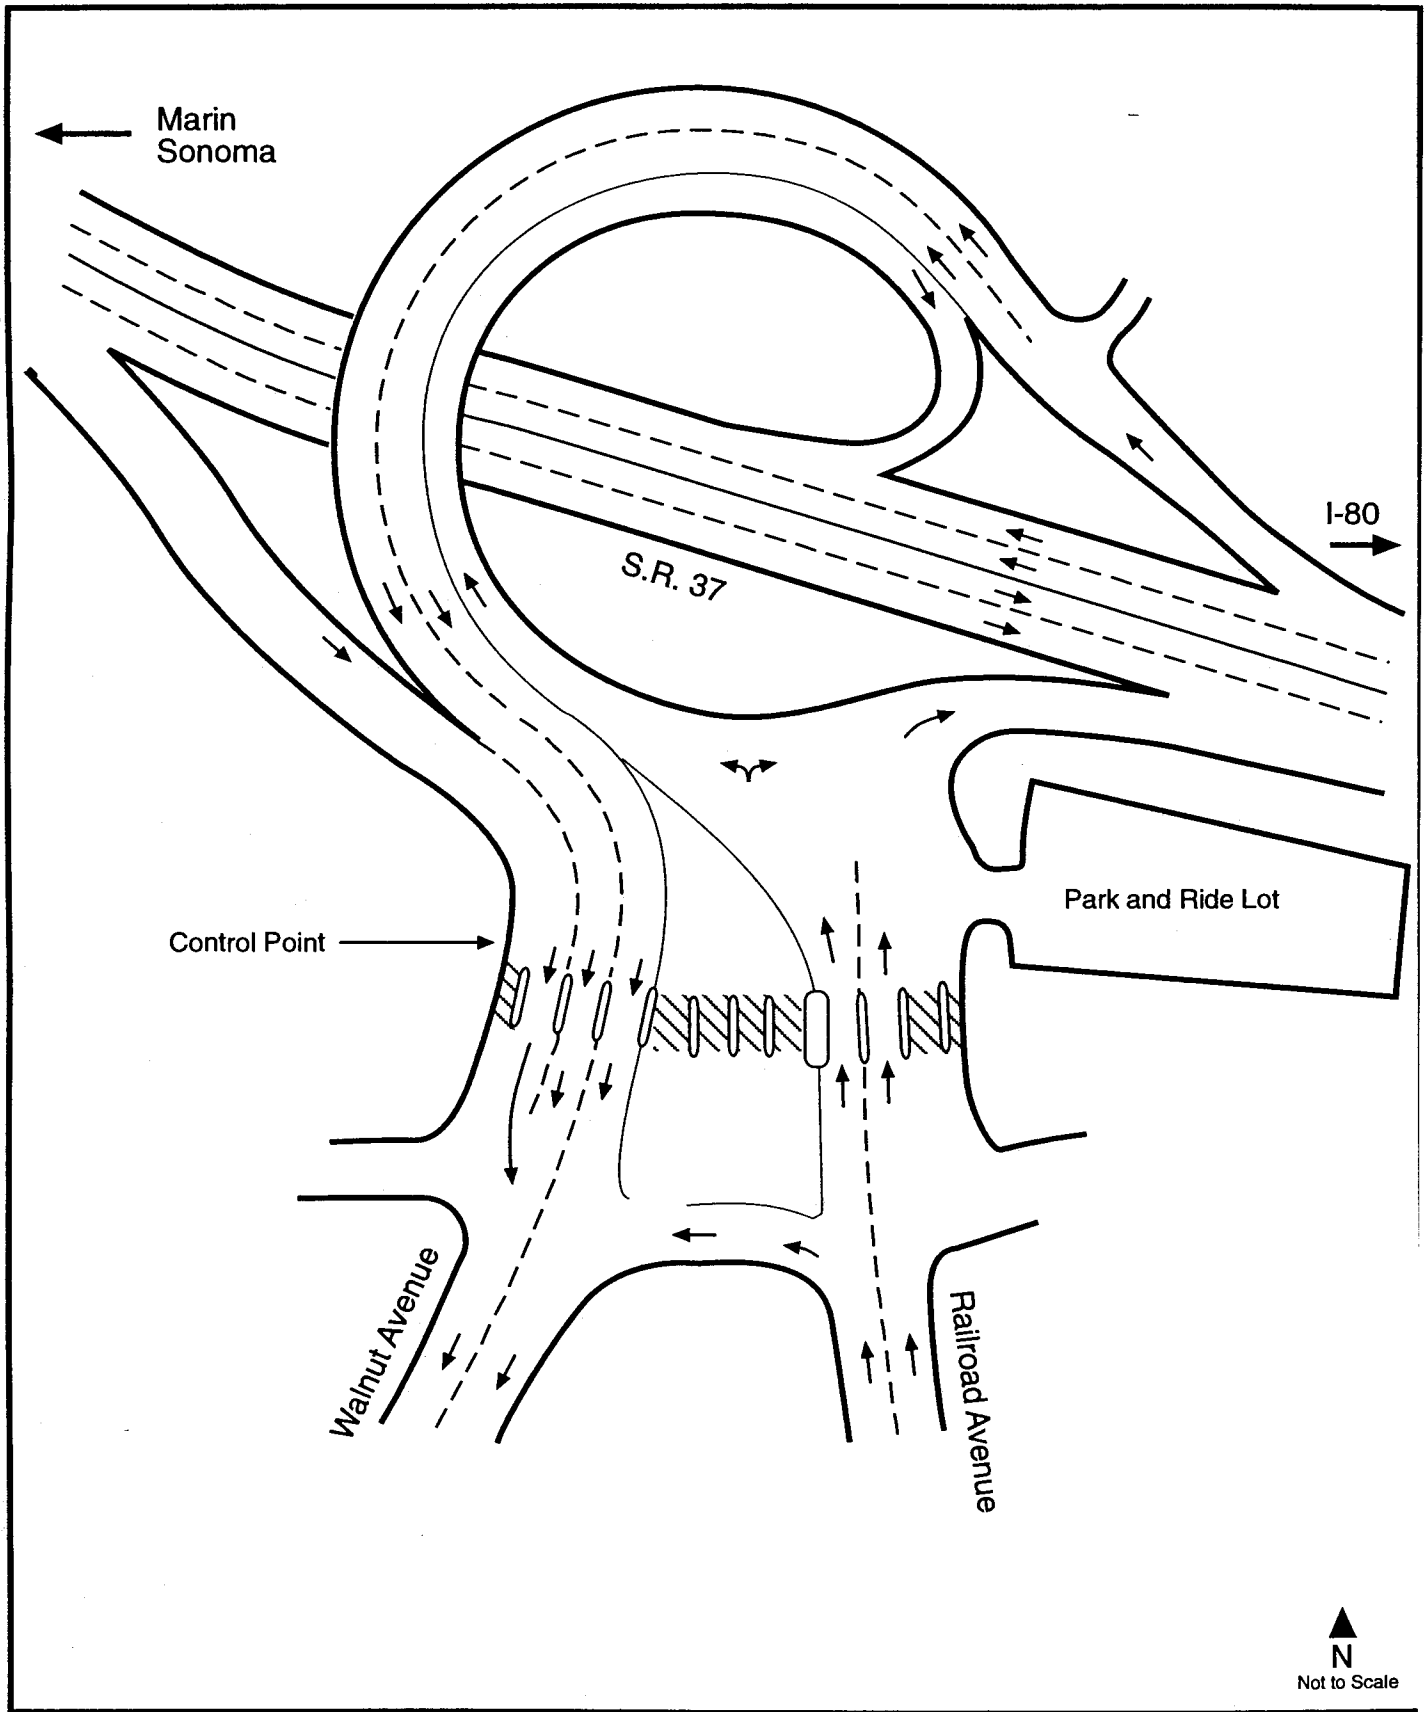 Marin
Sonoma
I-80
S.R. 37
Park and Ride Lot
Control Point
Walnut Avenue
Railroad Avenue
N
Not to Scale